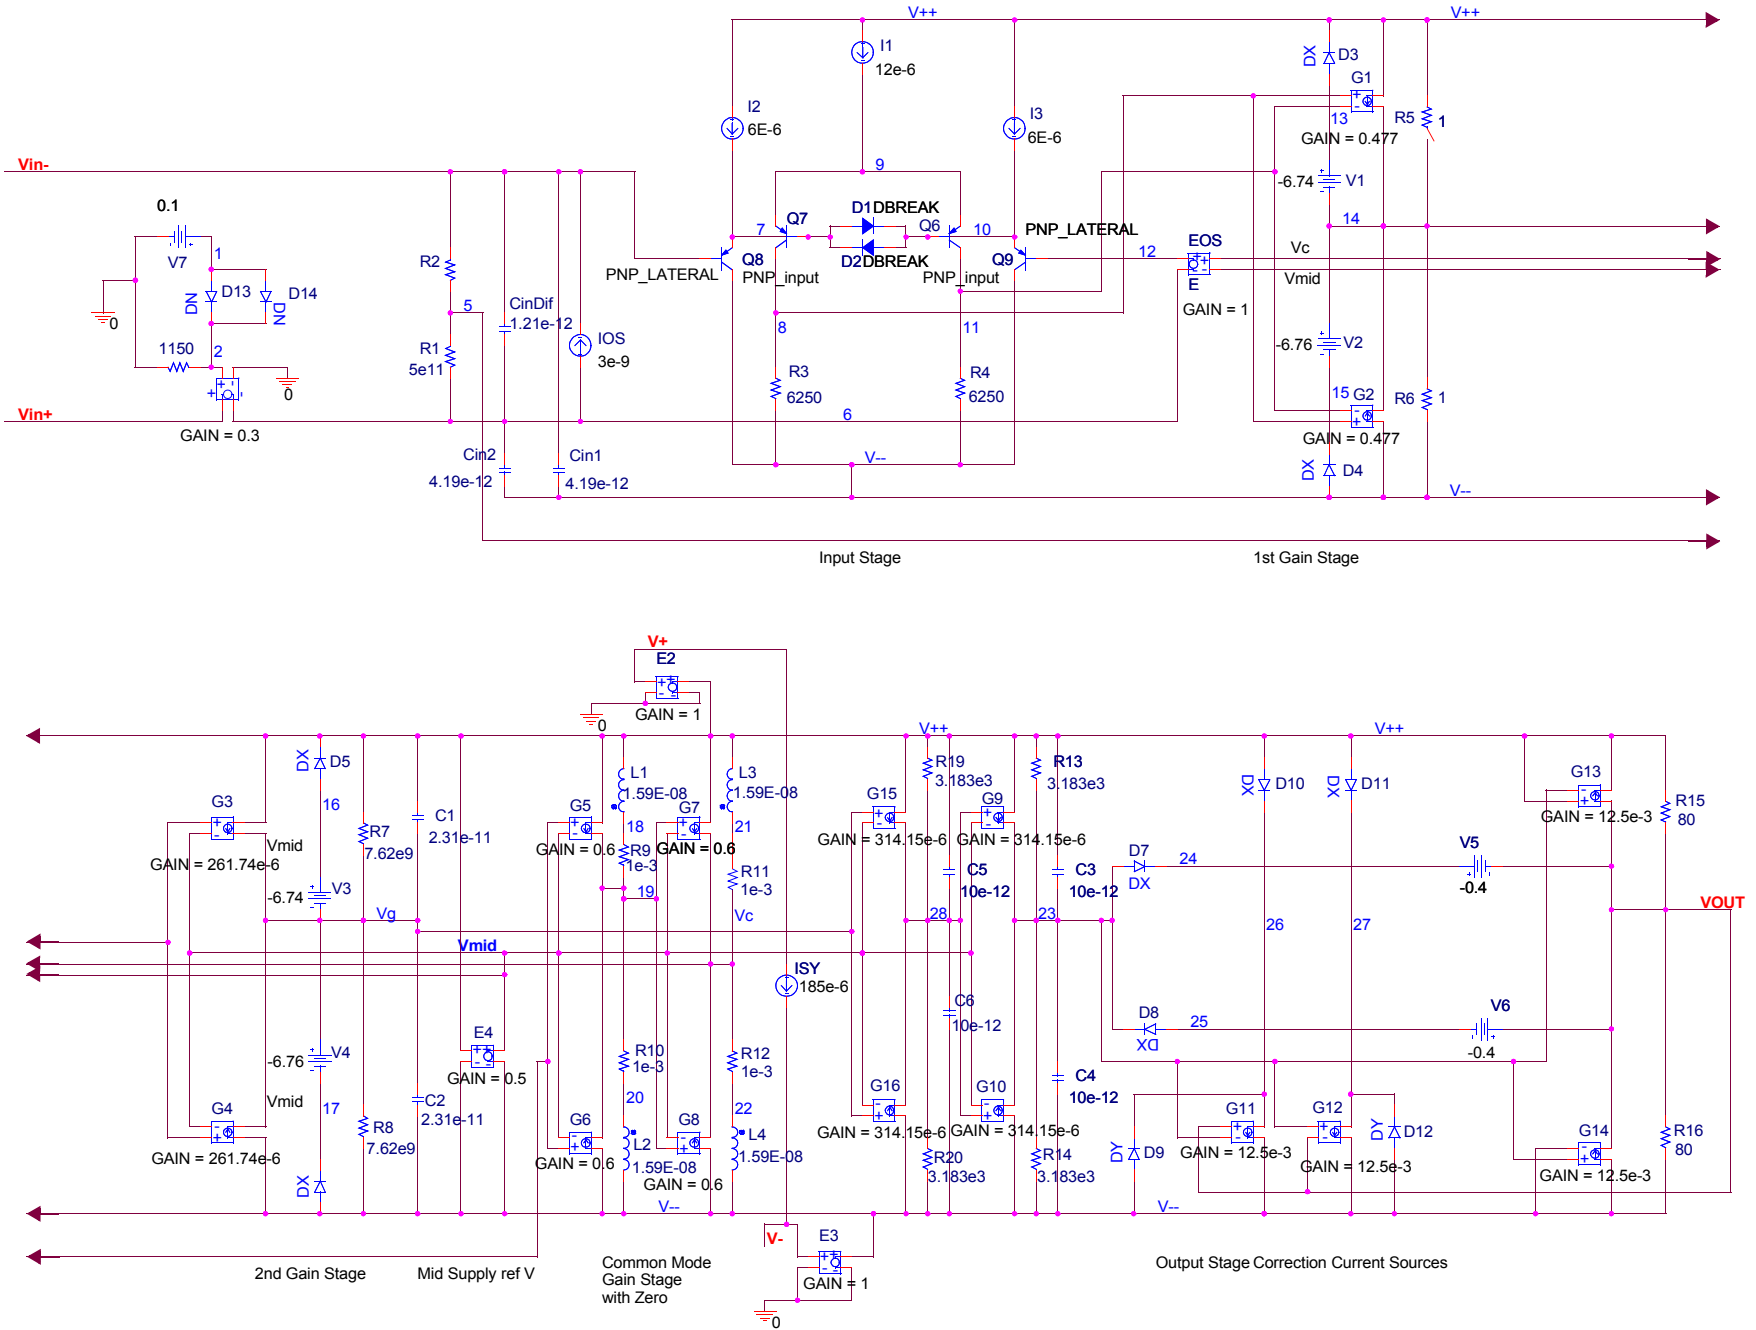 V++
V++
I1
12e-6
DX
D3
G1
I2
6E-6
I3
6E-6
13
R5
1
GAIN = 0.477
Vin-
9
-6.74
V1
0.1
V7
1
D1DBREAK
Q7
Q6
7
10
PNP_LATERAL
14
EOS
12
Vc
D2DBREAK
Q8
Q9
R2
PNP_LATERAL
PNP_input
PNP_input
E
Vmid
DN
D13
D14
DN
CinDif
1.21e-12
5
GAIN = 1
0
8
11
IOS
3e-9
V2
-6.76
1150
2
R1
5e11
R3
6250
R4
6250
0
15
G2
R6
1
Vin+
6
GAIN = 0.3
GAIN = 0.477
Cin2
4.19e-12
Cin1
4.19e-12
V--
DX
D4
V--
Input Stage
1st Gain Stage
V+
E2
GAIN = 1
0
V++
V++
DX
D5
L1
1.59E-08
L3
1.59E-08
R19
3.183e3
R13
3.183e3
DX
D10
DX
D11
G13
16
G3
G5
G7
G15
G9
GAIN = 12.5e-3
R15
80
C1
2.31e-11
R7
7.62e9
18
21
Vmid
GAIN = 261.74e-6
GAIN = 0.6
GAIN = 0.6
GAIN = 314.15e-6
GAIN = 314.15e-6
R9
1e-3
D7
DX
24
V5
-0.4
R11
1e-3
C5
10e-12
C3
10e-12
-6.74
V3
19
Vg
Vc
28
23
VOUT
26
27
Vmid
ISY
185e-6
C6
10e-12
D8
DX
25
V6
-0.4
E4
GAIN = 0.5
-6.76
V4
R10
1e-3
R12
1e-3
C4
10e-12
Vmid
17
C2
2.31e-11
20
22
G16
G10
G4
G6
G8
G11
G12
GAIN = 314.15e-6
GAIN = 314.15e-6
R8
7.62e9
L2
1.59E-08
L4
1.59E-08
GAIN = 261.74e-6
GAIN = 0.6
GAIN = 0.6
R20
3.183e3
R14
3.183e3
DY
D9
GAIN = 12.5e-3
GAIN = 12.5e-3
DY
D12
G14
GAIN = 12.5e-3
R16
80
DX
V--
V--
V-
E3
GAIN = 1
0
2nd Gain Stage
Mid Supply ref V
Common Mode
Gain Stage
with Zero
Output Stage Correction Current Sources